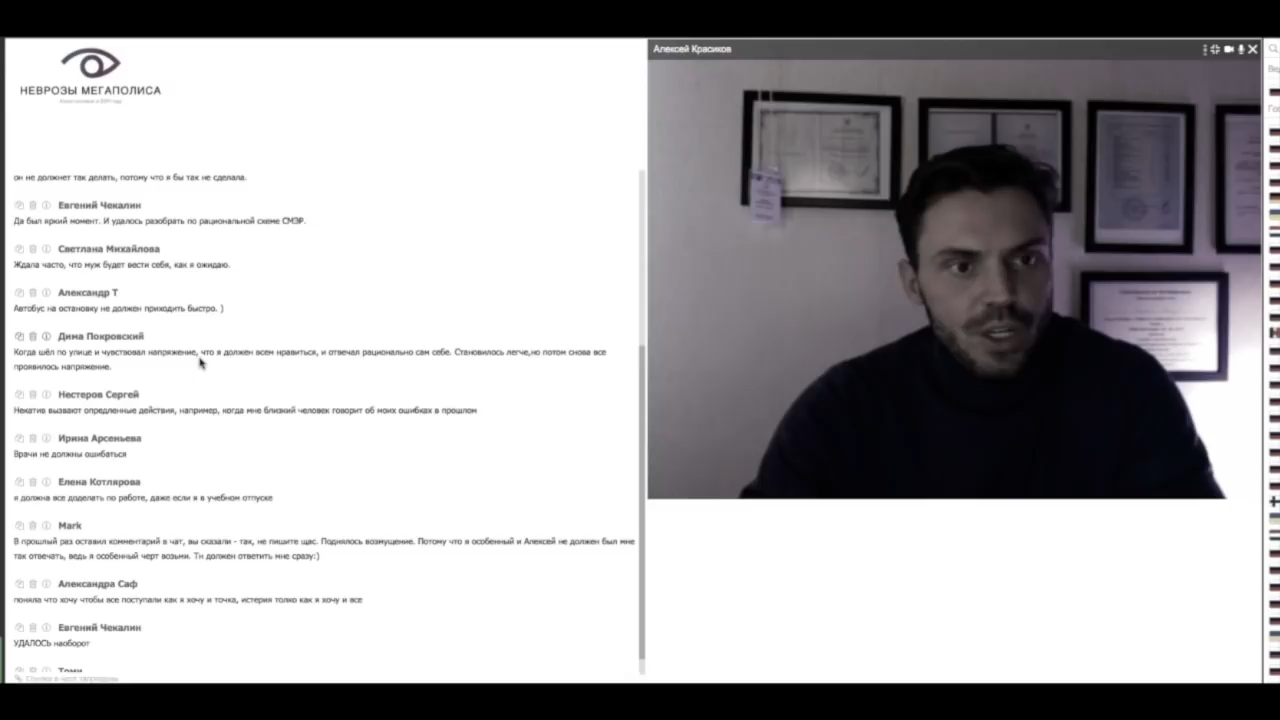 НЕВРОЗЫ МЕГАПОЛИСА
Алексей Красиков
он не должнет так делать, потому что я бы так не сделала.
Евгений Чекалин
Да был яркий момент. И удалось разобрать по рациональной схеме СМЭР.
Светлана Михайлова
Ждала часто, что муж будет вести себя, как я ожидаю.
Александр Т
Автобус на остановку не должен приходить быстро. )
Дима Покровский
Когда шёл по улице и чувствовал напряжение, что я должен всем нравиться, и отвечал рационально сам себе. Становилось легче,но потом снова все
проявилось напряжение.
Нестеров Сергей
Некатив вызвают опредленные действия, например, когда мне близкий человек говорит об моих ошибках в прошлом
Ирина Арсеньева
Врачи не должны ошибаться
Елена Котлярова
я должна все доделать по работе, даже если я в учебном отпуске
Mark
В прошлый раз оставил комментарий в чат, вы сказали - так, не пишите щас. Поднялось возмущение. Потому что я особенный и Алексей не должен был мне
так отвечать, ведь я особенный черт возьми. Ти должен ответить мне сразу:)
Александра Саф
поняла что хочу чтобы все поступали как я хочу и точка, истерия толко как я хочу и все
Евгений Чекалин
УДАЛОСЬ наоборот
Томи
Ссылки в чате запрещены